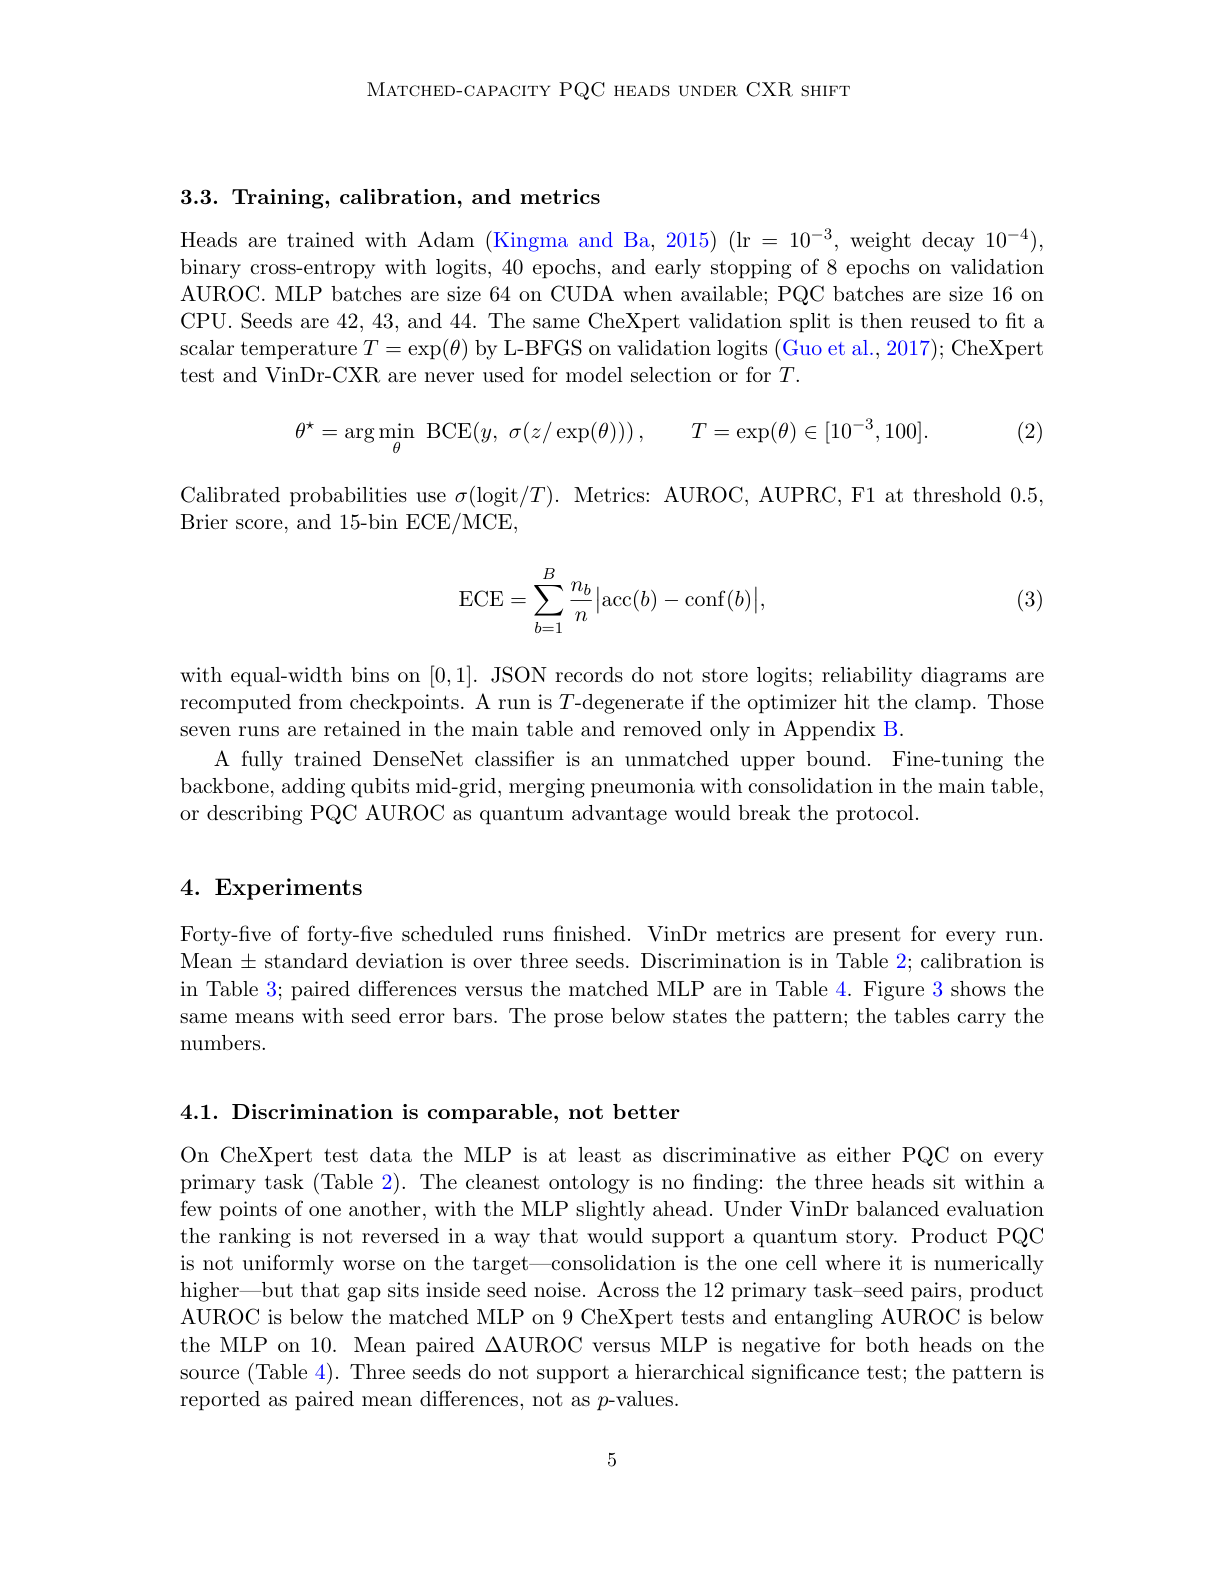 MATCHED-CAPACITY PQC HEADS UNDER CXR SHIFT
3.3. Training, calibration, and metrics
Heads are trained with Adam (Kingma and Ba, 2015) (lr = 10⁻³, weight decay 10⁻⁴),
binary cross-entropy with logits, 40 epochs, and early stopping of 8 epochs on validation
AUROC. MLP batches are size 64 on CUDA when available; PQC batches are size 16 on
CPU. Seeds are 42, 43, and 44. The same CheXpert validation split is then reused to fit a
scalar temperature T = exp(θ) by L-BFGS on validation logits (Guo et al., 2017); CheXpert
test and VinDr-CXR are never used for model selection or for T.
θ⋆ = arg min_θ BCE(y, σ(z/ exp(θ))) , T = exp(θ) ∈ [10⁻³, 100]. (2)
Calibrated probabilities use σ(logit/T). Metrics: AUROC, AUPRC, F1 at threshold 0.5,
Brier score, and 15-bin ECE/MCE,
ECE = ∑_{b=1}^{B} n_b/n |acc(b) − conf(b)|, (3)
with equal-width bins on [0, 1]. JSON records do not store logits; reliability diagrams are
recomputed from checkpoints. A run is T-degenerate if the optimizer hit the clamp. Those
seven runs are retained in the main table and removed only in Appendix B.
A fully trained DenseNet classifier is an unmatched upper bound. Fine-tuning the
backbone, adding qubits mid-grid, merging pneumonia with consolidation in the main table,
or describing PQC AUROC as quantum advantage would break the protocol.
4. Experiments
Forty-five of forty-five scheduled runs finished. VinDr metrics are present for every run.
Mean ± standard deviation is over three seeds. Discrimination is in Table 2; calibration is
in Table 3; paired differences versus the matched MLP are in Table 4. Figure 3 shows the
same means with seed error bars. The prose below states the pattern; the tables carry the
numbers.
4.1. Discrimination is comparable, not better
On CheXpert test data the MLP is at least as discriminative as either PQC on every
primary task (Table 2). The cleanest ontology is no finding: the three heads sit within a
few points of one another, with the MLP slightly ahead. Under VinDr balanced evaluation
the ranking is not reversed in a way that would support a quantum story. Product PQC
is not uniformly worse on the target—consolidation is the one cell where it is numerically
higher—but that gap sits inside seed noise. Across the 12 primary task–seed pairs, product
AUROC is below the matched MLP on 9 CheXpert tests and entangling AUROC is below
the MLP on 10. Mean paired ΔAUROC versus MLP is negative for both heads on the
source (Table 4). Three seeds do not support a hierarchical significance test; the pattern is
reported as paired mean differences, not as p-values.
5